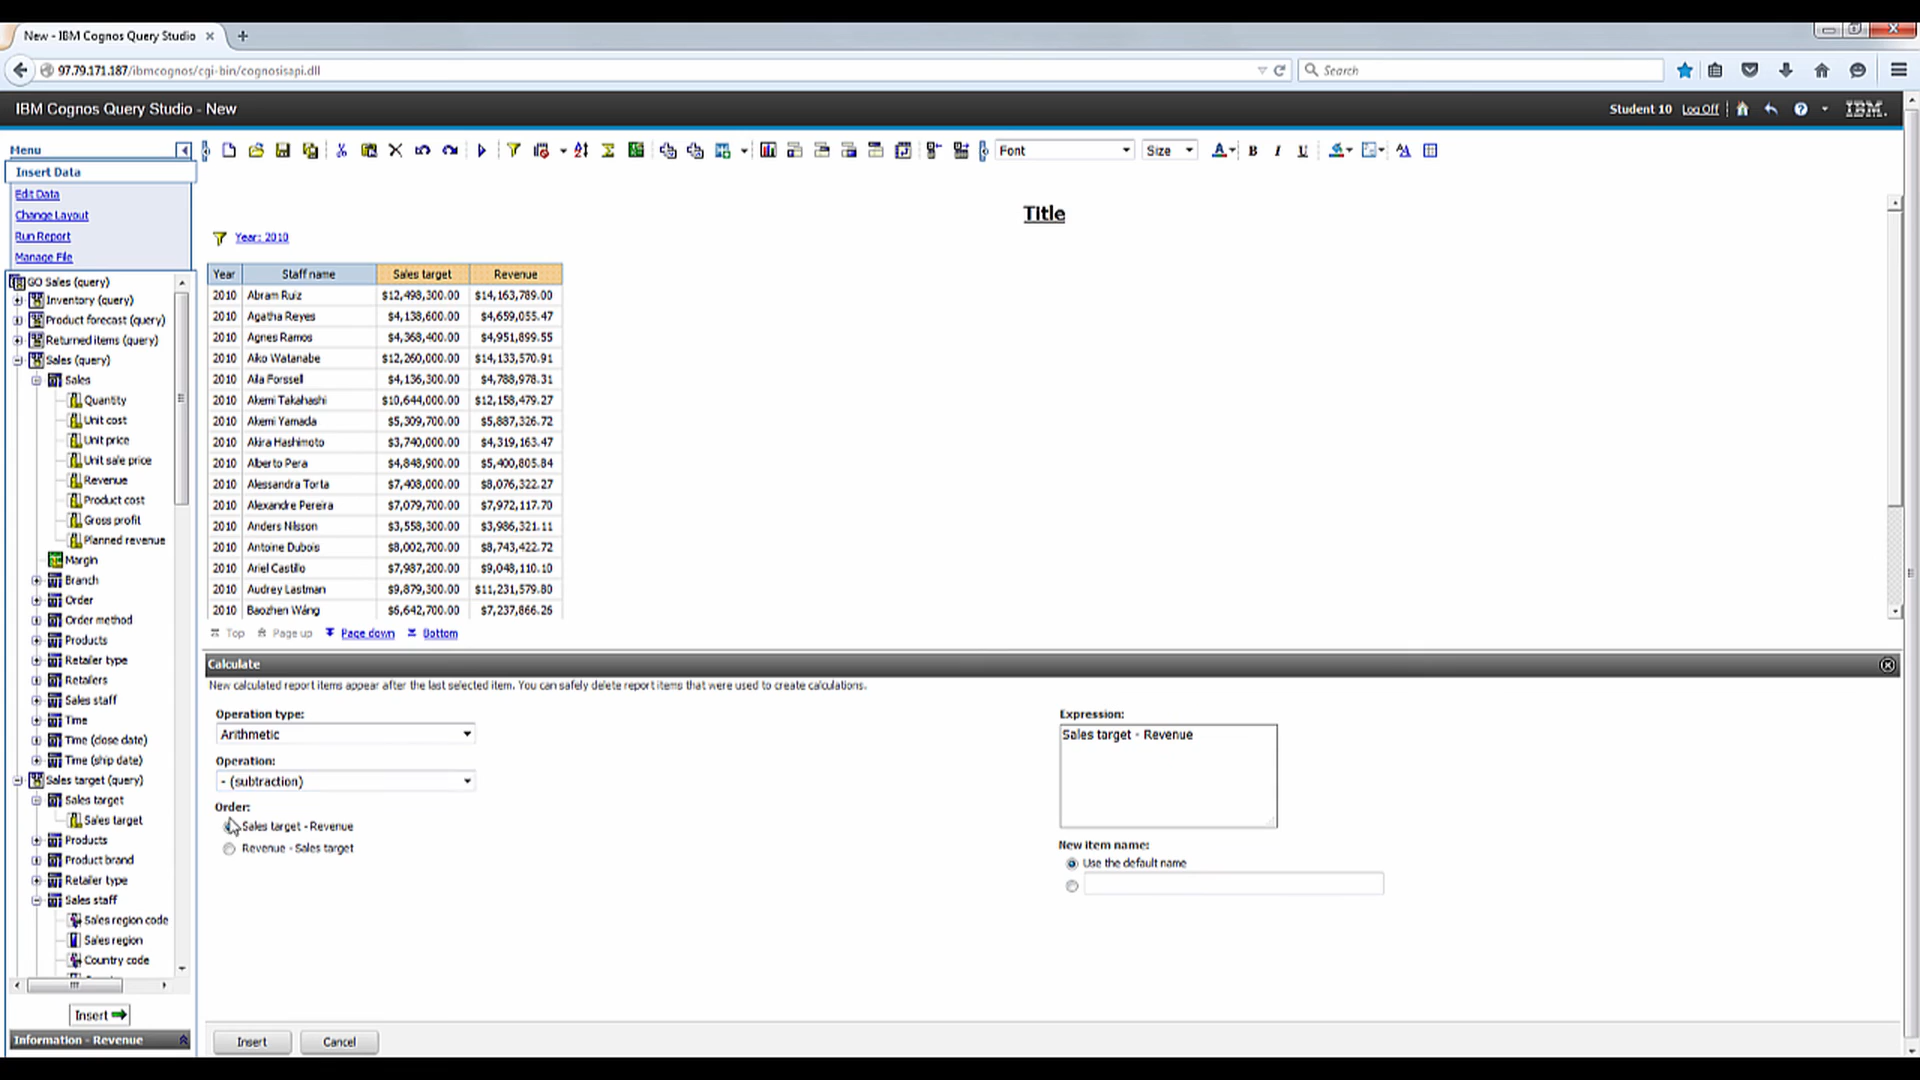 New - IBM Cognos Query Studio
97.79.171.187/ibmcognos/cgi-bin/cognosisapi.dll
Search
IBM Cognos Query Studio - New
Student 10 Log Off
IBM.
Menu
Font
Size
Insert Data
Edit Data
Change Layout
Run Report
Manage File
GO Sales (query)
Inventory (query)
Product forecast (query)
Returned items (query)
Sales (query)
Sales
Quantity
Unit cost
Unit price
Unit sale price
Revenue
Product cost
Gross profit
Planned revenue
Margin
Branch
Order
Order method
Products
Retailer type
Retailers
Sales staff
Time
Time (close date)
Time (ship date)
Sales target (query)
Sales target
Sales target
Products
Product brand
Retailer type
Sales staff
Sales region code
Sales region
Country code
Insert
Information - Revenue
Title
Year: 2010
Year Staff name Sales target Revenue
2010 Abram Ruiz $12,498,300.00 $14,163,789.00
2010 Agatha Reyes $4,138,600.00 $4,659,055.47
2010 Agnes Ramos $4,368,400.00 $4,951,899.55
2010 Aiko Watanabe $12,260,000.00 $14,133,570.91
2010 Aila Forssell $4,136,300.00 $4,788,978.31
2010 Akemi Takahashi $10,644,000.00 $12,158,479.27
2010 Akemi Yamada $5,309,700.00 $5,887,326.72
2010 Akira Hashimoto $3,740,000.00 $4,319,163.47
2010 Alberto Pera $4,848,900.00 $5,400,805.84
2010 Alessandra Torta $7,408,000.00 $8,076,322.27
2010 Alexandre Pereira $7,079,700.00 $7,972,117.70
2010 Anders Nilsson $3,558,300.00 $3,986,321.11
2010 Antoine Dubois $8,002,700.00 $8,743,422.72
2010 Ariel Castillo $7,987,200.00 $9,048,110.10
2010 Audrey Lastman $9,879,300.00 $11,231,579.80
2010 Baozhen Wáng $6,642,700.00 $7,237,866.26
Top Page up Page down Bottom
Calculate
New calculated report items appear after the last selected item. You can safely delete report items that were used to create calculations.
Operation type:
Arithmetic
Operation:
- (subtraction)
Order:
Sales target - Revenue
Revenue - Sales target
Expression:
Sales target - Revenue
New item name:
Use the default name
Insert Cancel